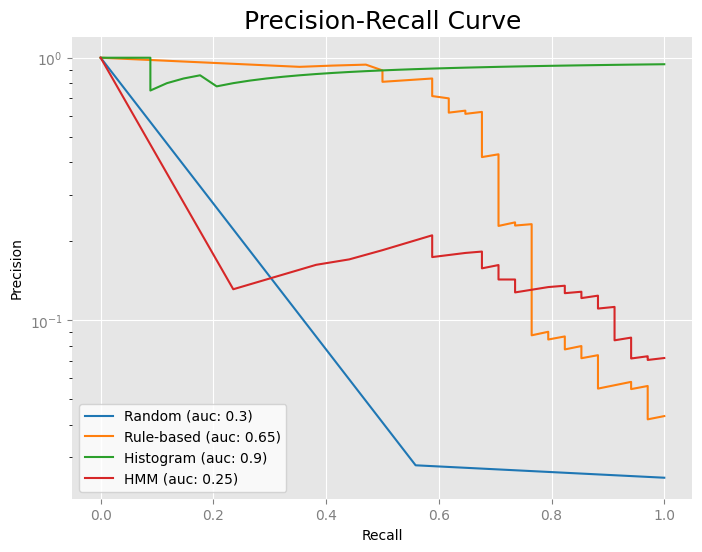 Precision-Recall Curve
Precision
10⁰
10⁻¹
Random (auc: 0.3)
Rule-based (auc: 0.65)
Histogram (auc: 0.9)
HMM (auc: 0.25)
0.0 0.2 0.4 0.6 0.8 1.0
Recall